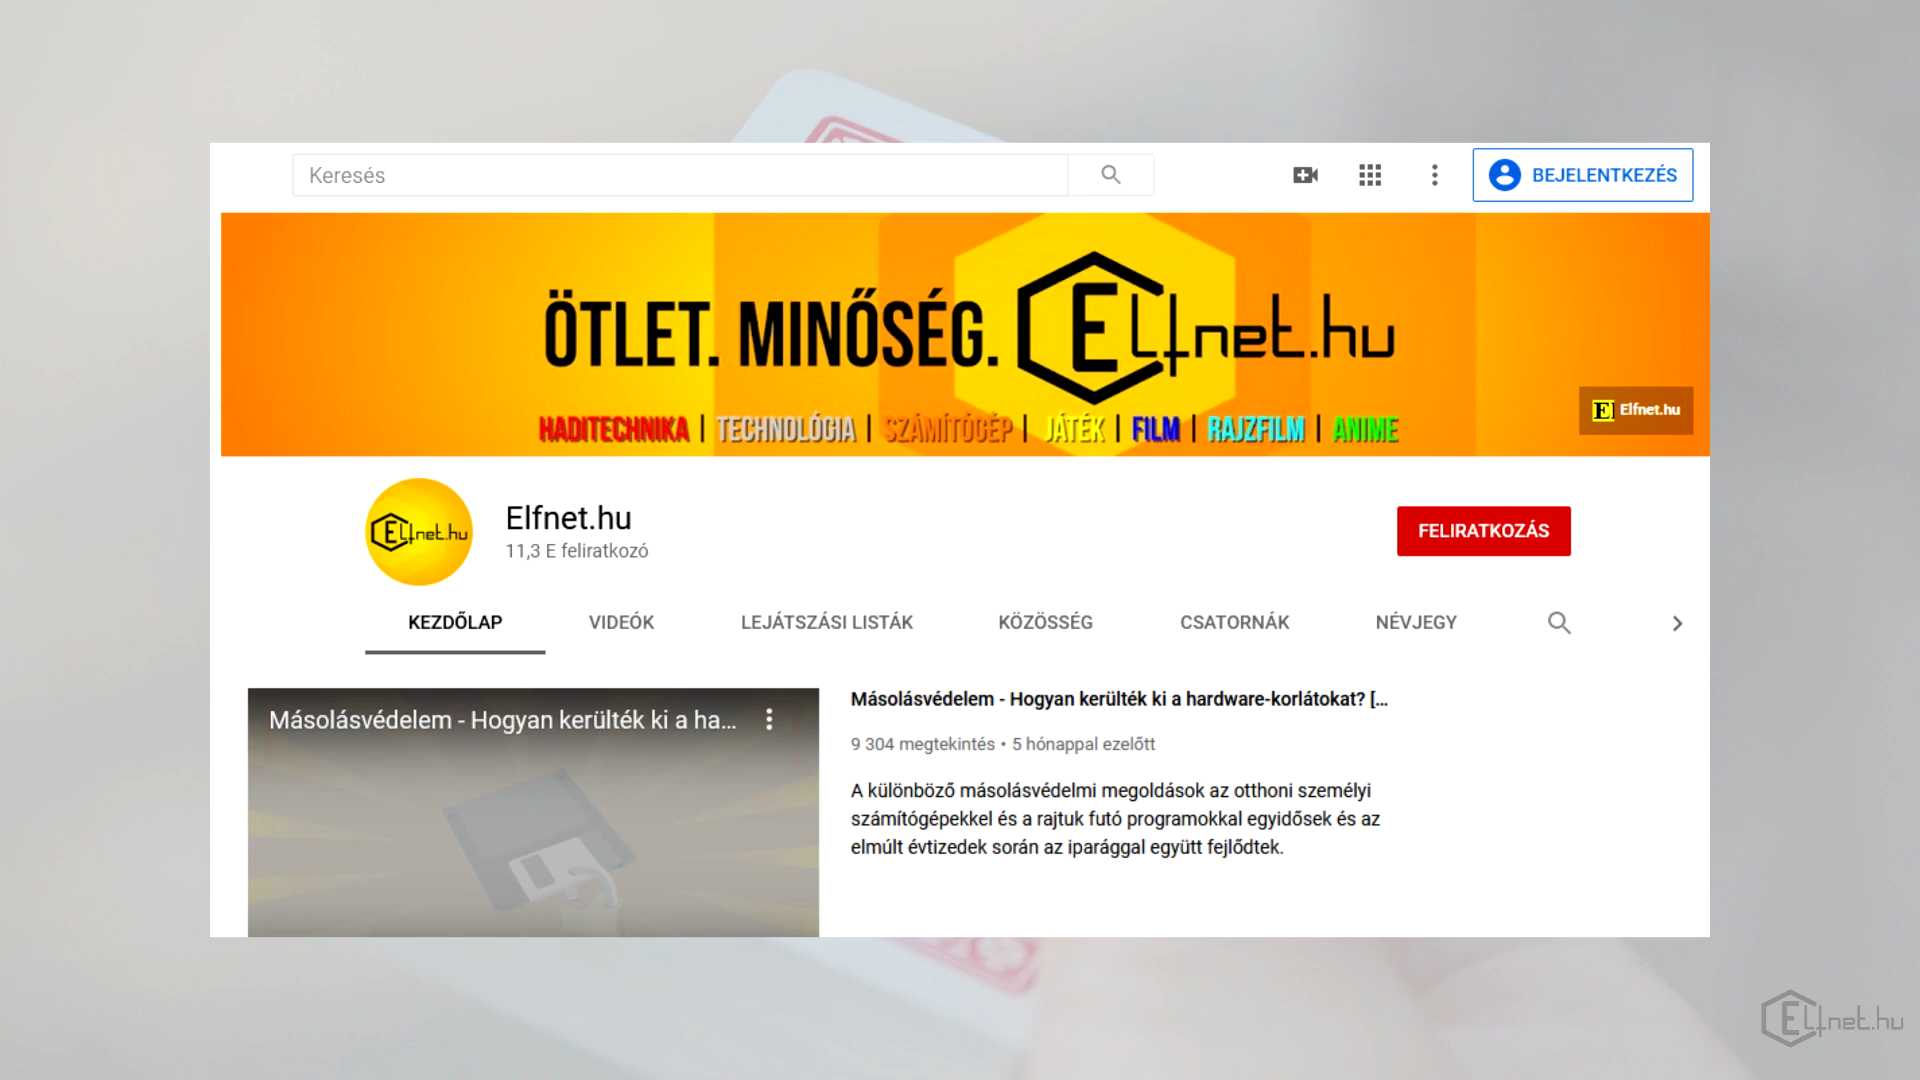 Keresés
BEJELENTKEZÉS
ÖTLET. MINŐSÉG. Elfnet.hu
HADITECHNIKA | TECHNOLÓGIA | SZÁMÍTÓGÉP | JÁTÉK | FILM | RAJZFILM | ANIME
E Elfnet.hu
Elfnet.hu
Elfnet.hu
11,3 E feliratkozó
FELIRATKOZÁS
KEZDŐLAP
VIDEÓK
LEJÁTSZÁSI LISTÁK
KÖZÖSSÉG
CSATORNÁK
NÉVJEGY
Másolásvédelem - Hogyan kerülték ki a ha...
Másolásvédelem - Hogyan kerülték ki a hardware-korlátokat? [...
9 304 megtekintés • 5 hónappal ezelőtt
A különböző másolásvédelmi megoldások az otthoni személyi
számítógépekkel és a rajtuk futó programokkal egyidősek és az
elmúlt évtizedek során az iparággal együtt fejlődtek.
Elfnet.hu